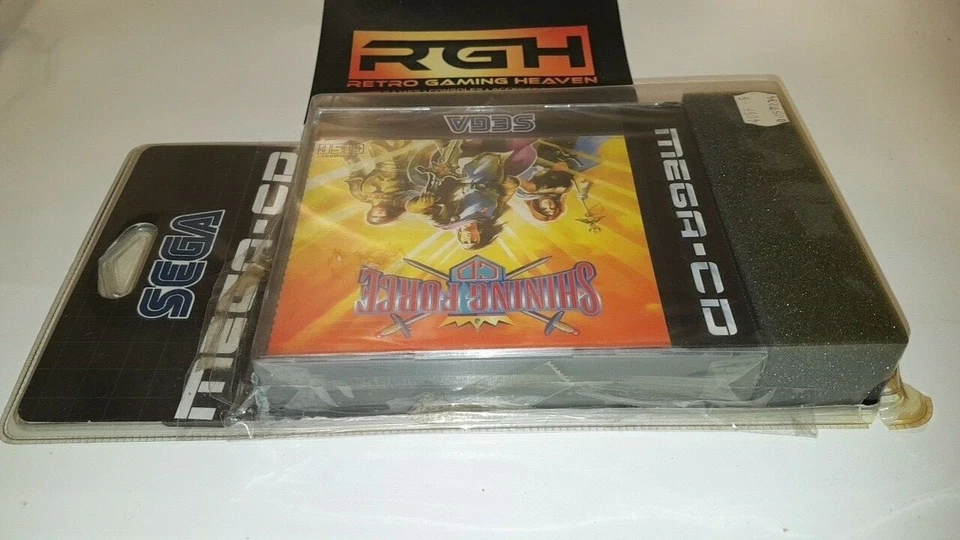 RGH
RETRO GAMING HEAVEN
SEGA
MEGA-CD
SEGA
MEGA-CD
SHINING FORCE
CD